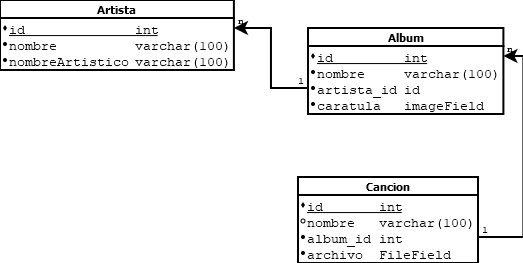 Artista
id int
nombre varchar(100)
nombreArtistico varchar(100)
n
Album
id int
nombre varchar(100)
artista_id id
caratula imageField
1
n
Cancion
id int
nombre varchar(100)
album_id int
archivo FileField
1